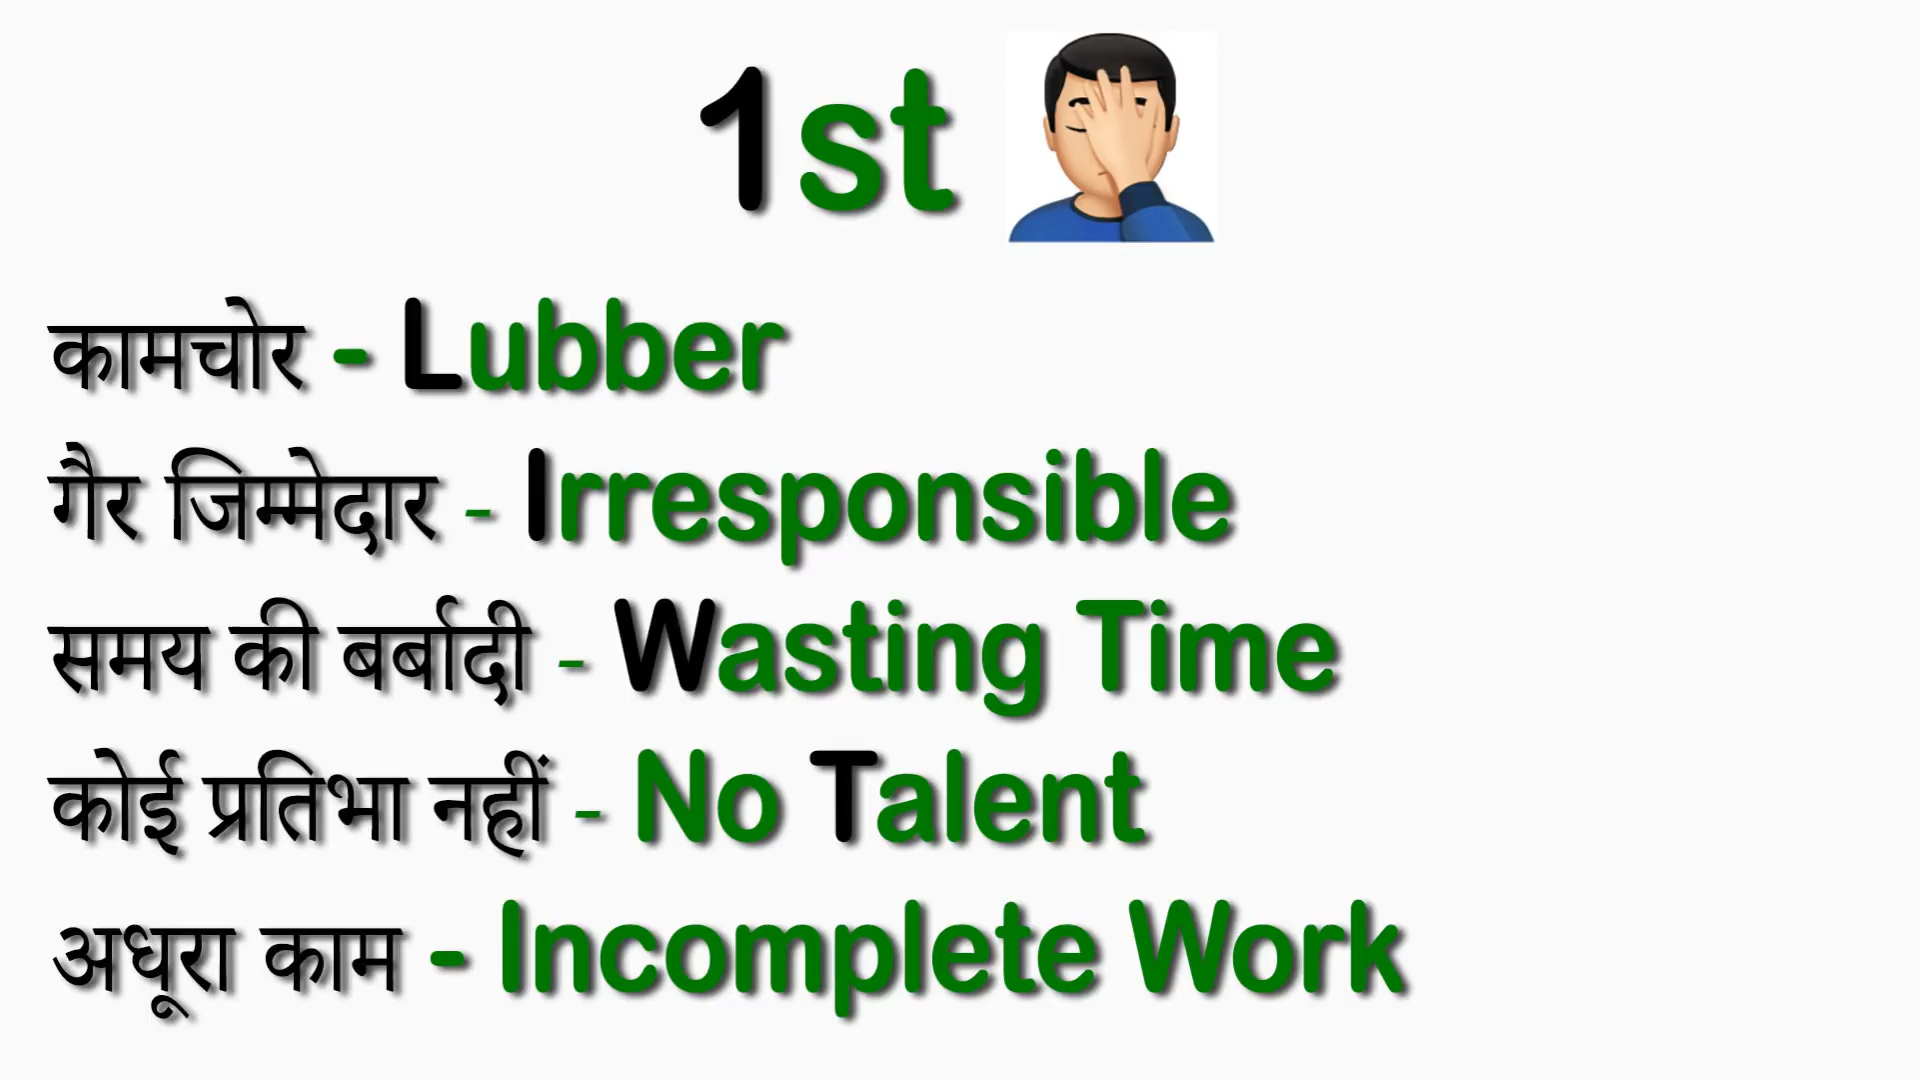 1st
कामचोर - Lubber
गैर जिम्मेदार - Irresponsible
समय की बर्बादी - Wasting Time
कोई प्रतिभा नहीं - No Talent
अधूरा काम - Incomplete Work